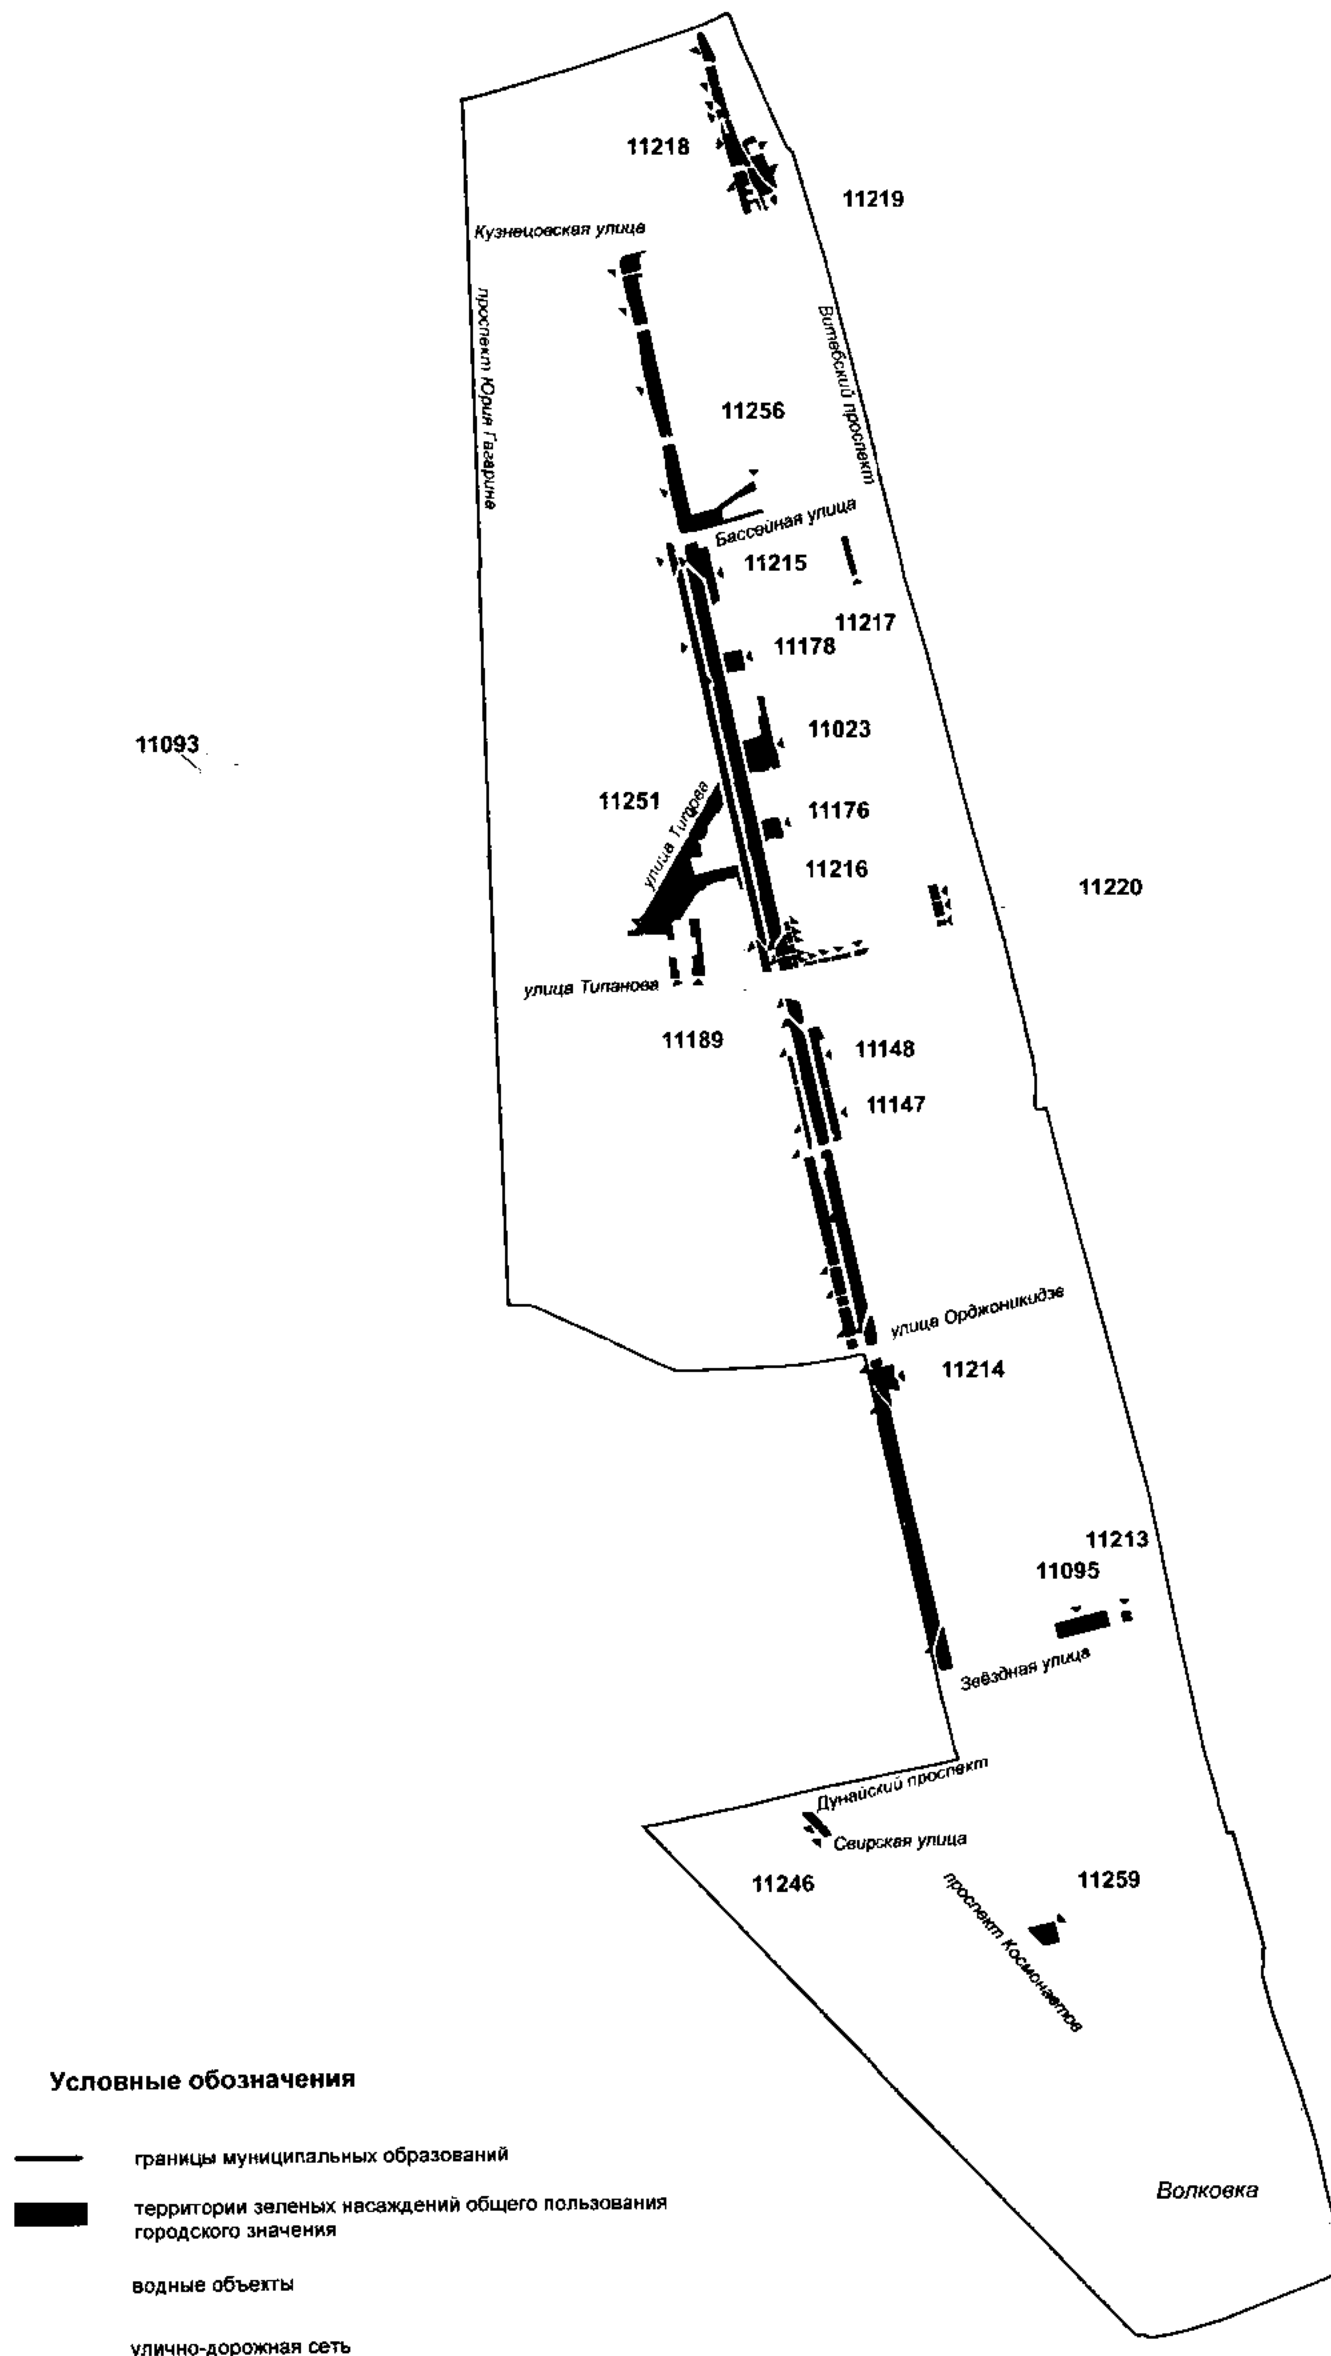 11218
11219
Кузнецовская улица
проспект Юрия Гагарина
Витебский проспект
11256
Бассейная улица
11215
11217
11178
11023
11093
11251
улица Титова
11176
11216
11220
улица Типанова
11189
11148
11147
улица Орджоникидзе
11214
11213
11095
Звёздная улица
Дунайский проспект
Свирская улица
11246
11259
проспект Космонавтов
Условные обозначения
границы муниципальных образований
территории зеленых насаждений общего пользования
городского значения
Волковка
водные объекты
улично-дорожная сеть